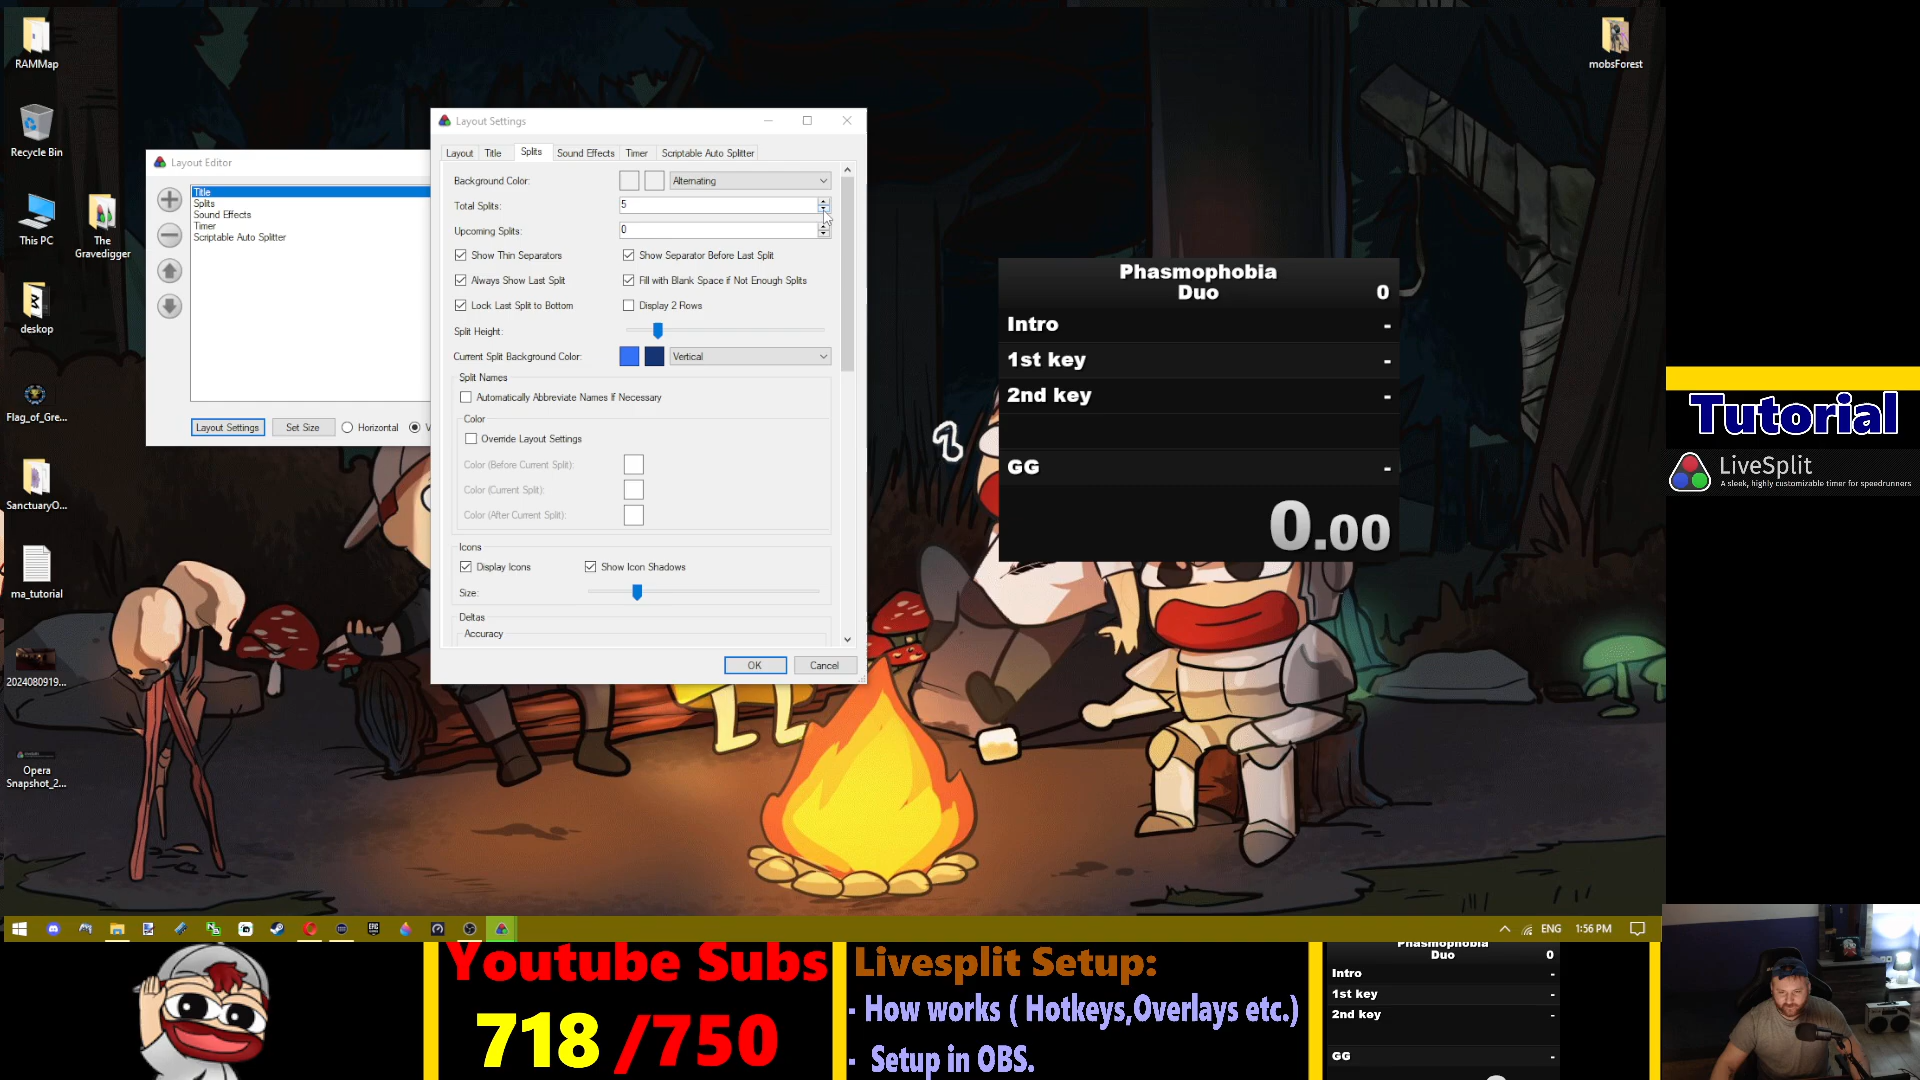 RAMMap
Recycle Bin
This PC
The
Gravedigger
deskop
Flag_of_Gre...
SanctuaryO...
ma_tutorial
2024080919...
Opera
Snapshot_2...
mobsForest
Layout Editor
Title
Splits
Sound Effects
Timer
Scriptable Auto Splitter
Layout Settings
Set Size
Horizontal
V
Layout Settings
Layout
Title
Splits
Sound Effects
Timer
Scriptable Auto Splitter
Background Color:
Alternating
Total Splits:
5
Upcoming Splits:
0
Show Thin Separators
Show Separator Before Last Split
Always Show Last Split
Fill with Blank Space if Not Enough Splits
Lock Last Split to Bottom
Display 2 Rows
Split Height:
Current Split Background Color:
Vertical
Split Names
Automatically Abbreviate Names If Necessary
Color
Override Layout Settings
Color (Before Current Split):
Color (Current Split):
Color (After Current Split):
Icons
Display Icons
Show Icon Shadows
Size:
Deltas
Accuracy
OK
Cancel
Phasmophobia
Duo 0
Intro -
1st key -
2nd key -
GG -
0.00
Tutorial
LiveSplit
A sleek, highly customizable timer for speedrunners
ENG
1:56 PM
Youtube Subs
718 /750
Livesplit Setup:
- How works ( Hotkeys,Overlays etc.)
- Setup in OBS.
Phasmophobia
Duo 0
Intro -
1st key -
2nd key -
GG -